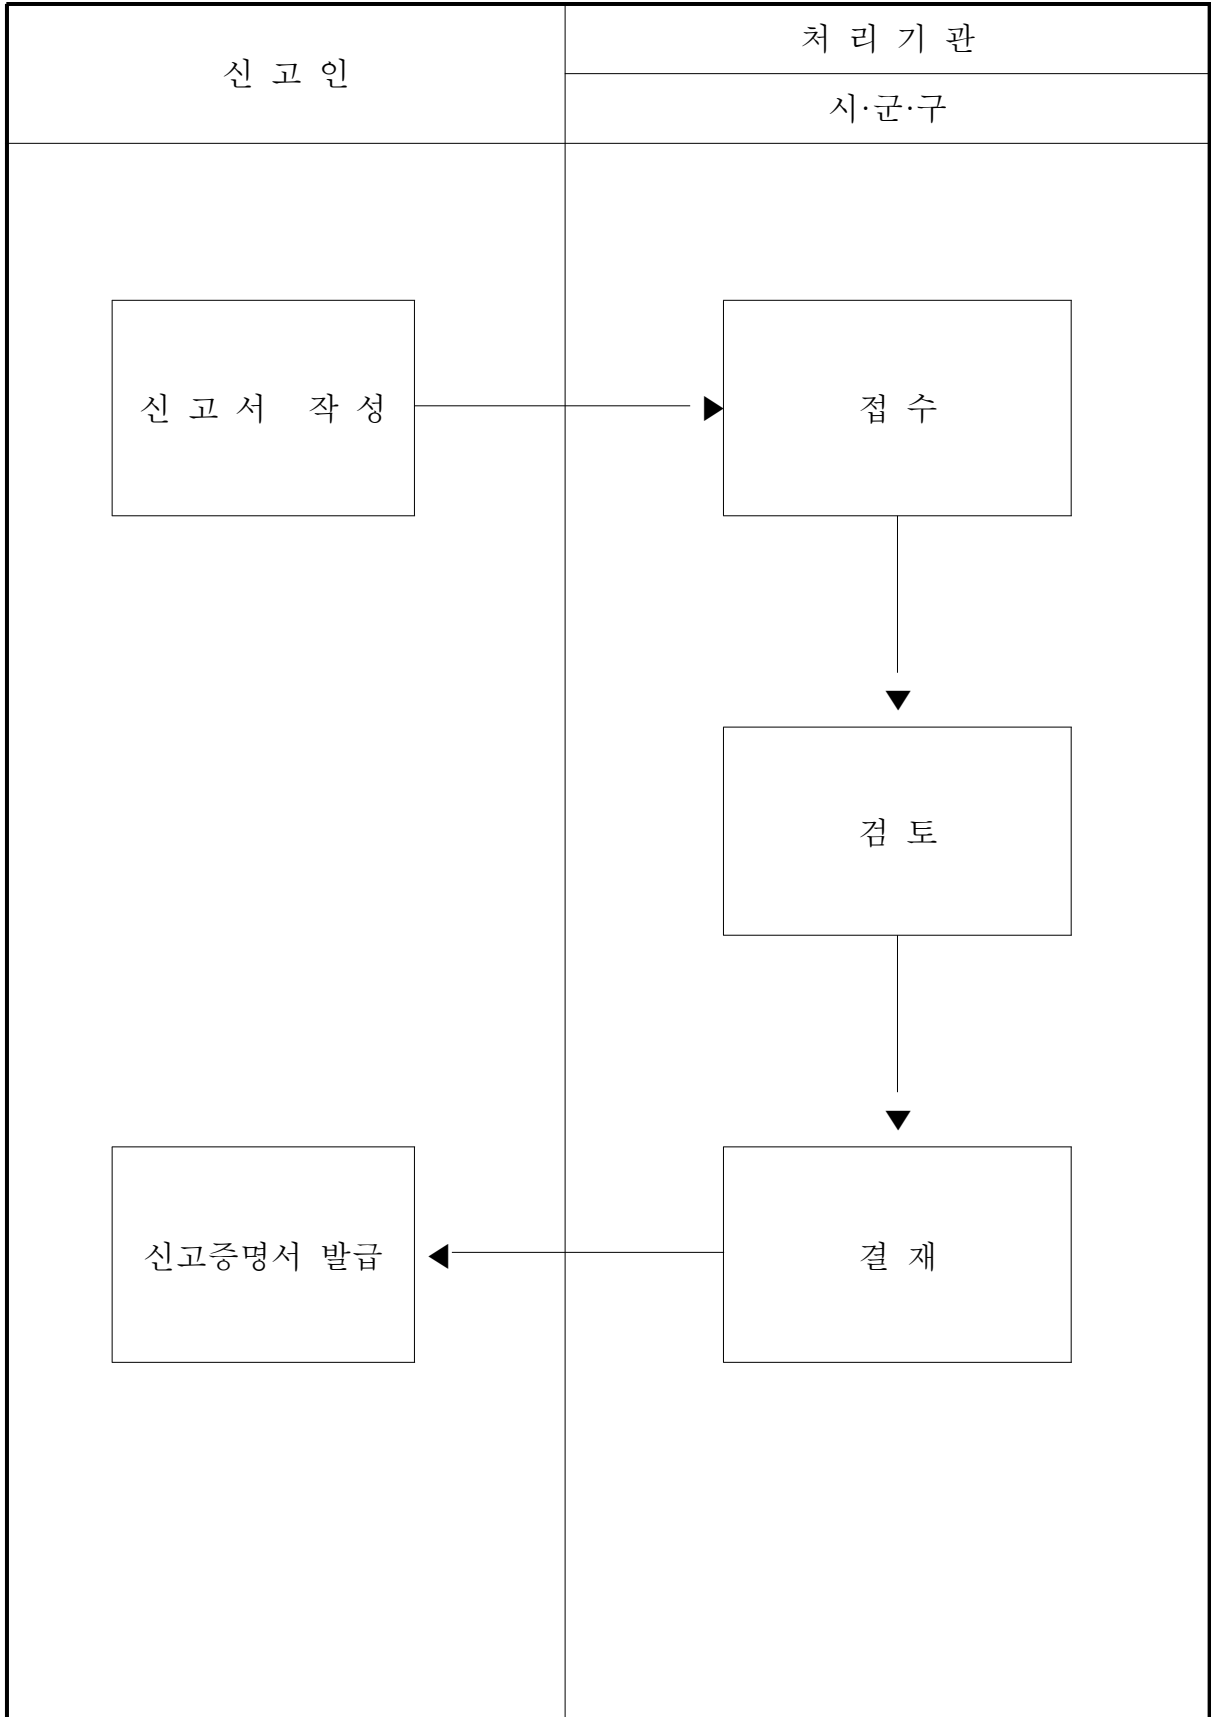 신 고 인
처 리 기 관
시·군·구
신 고 서 작 성
접 수
검 토
신고증명서 발급
결 재